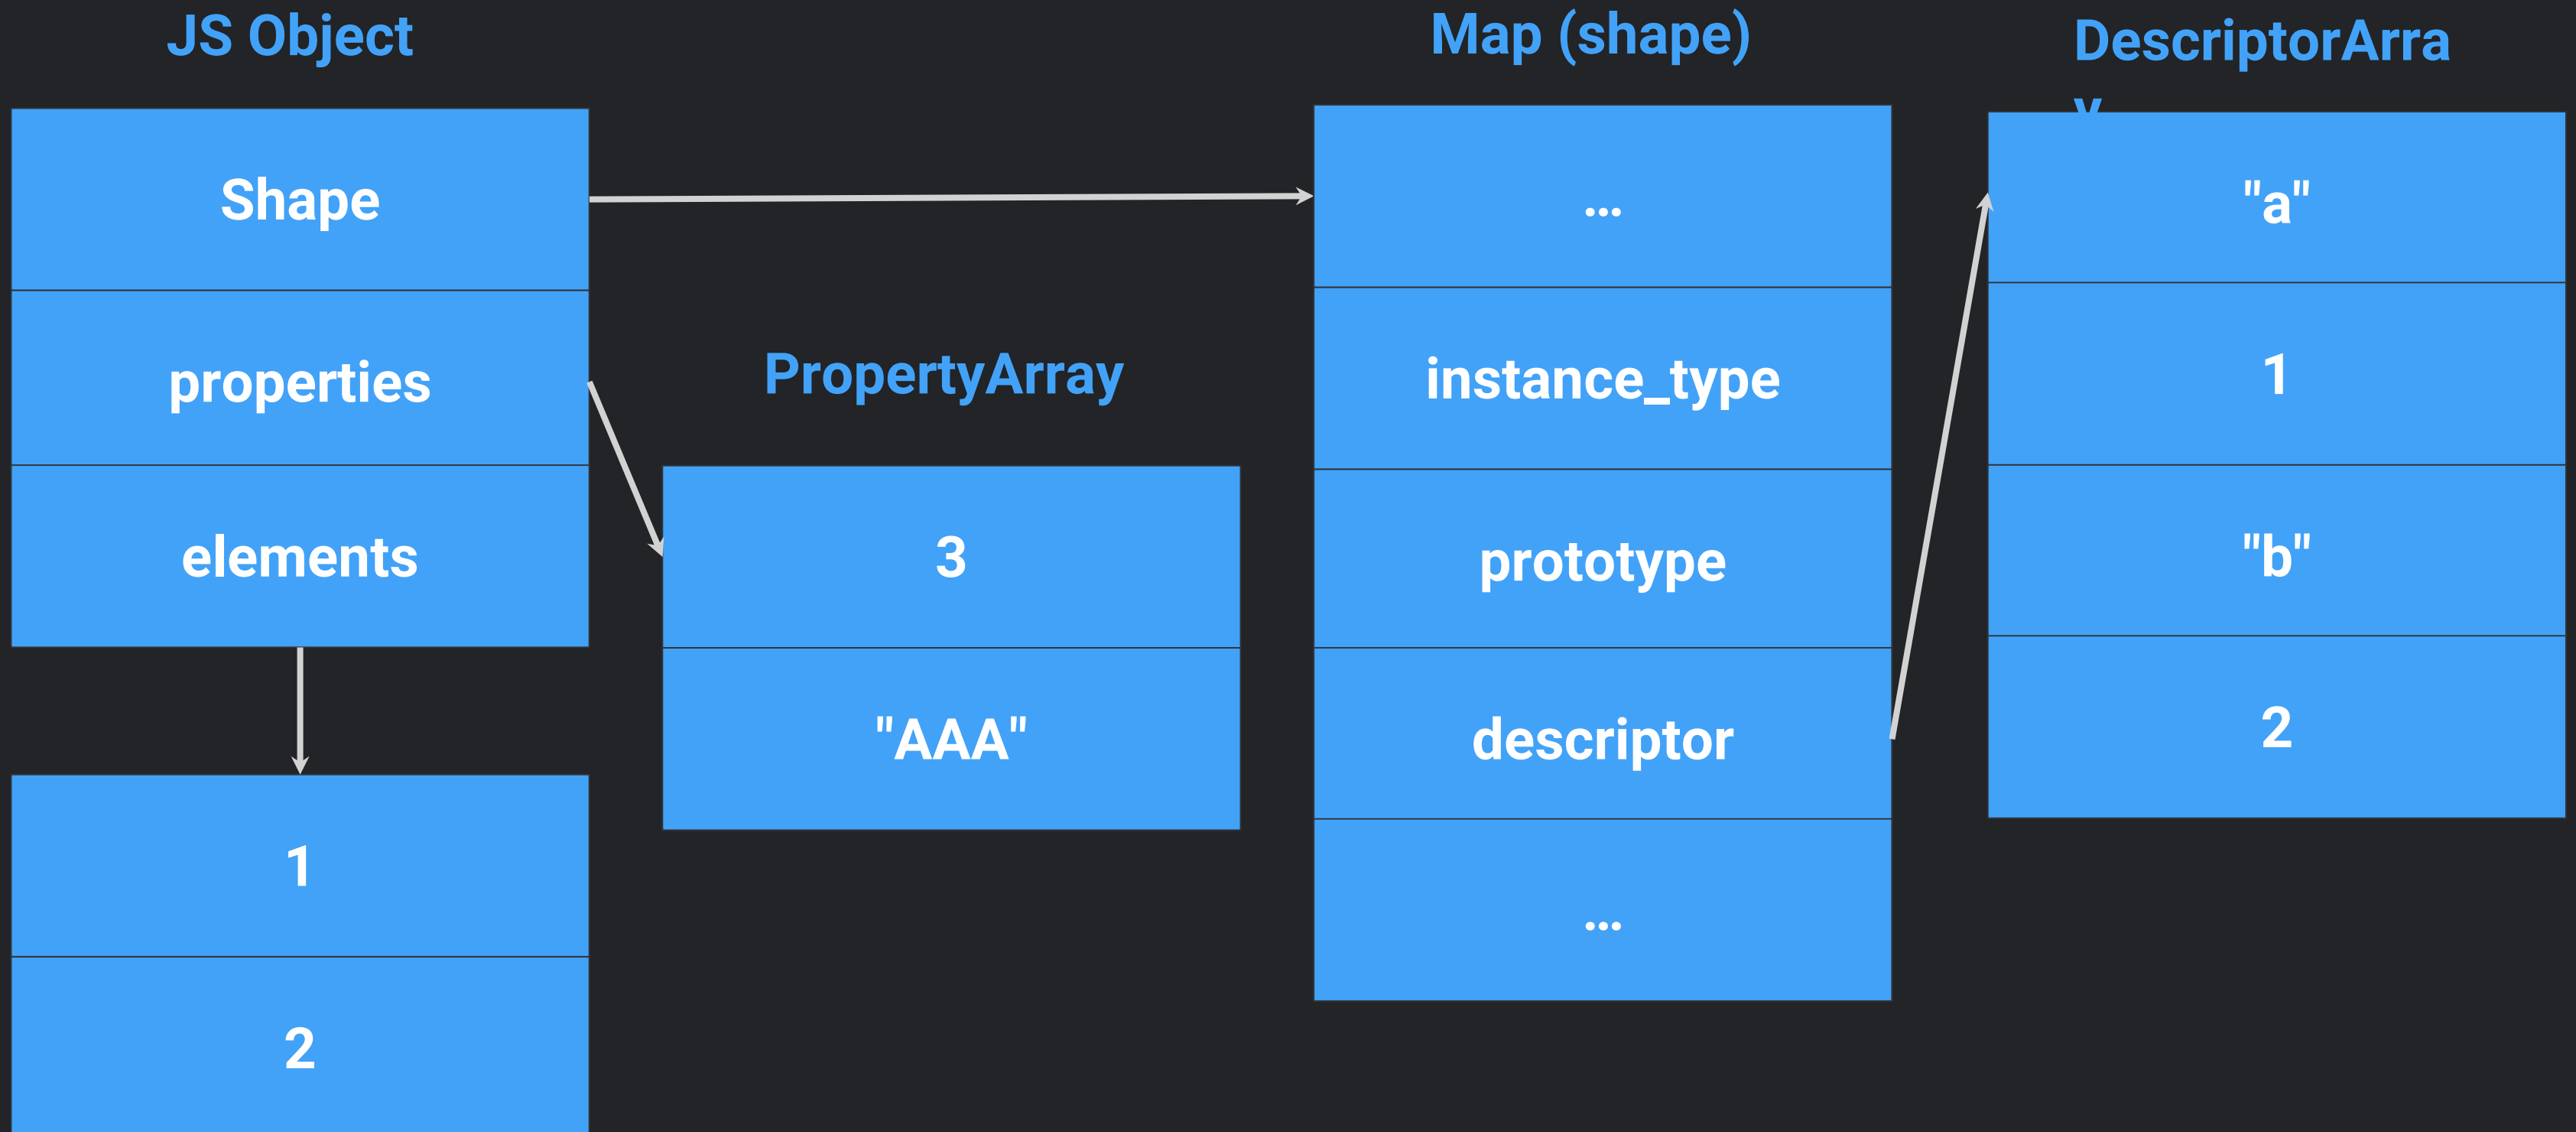 JS Object
Shape
properties
elements
1
2
PropertyArray
3
"AAA"
Map (shape)
...
instance_type
prototype
descriptor
...
DescriptorArra
y
"a"
1
"b"
2